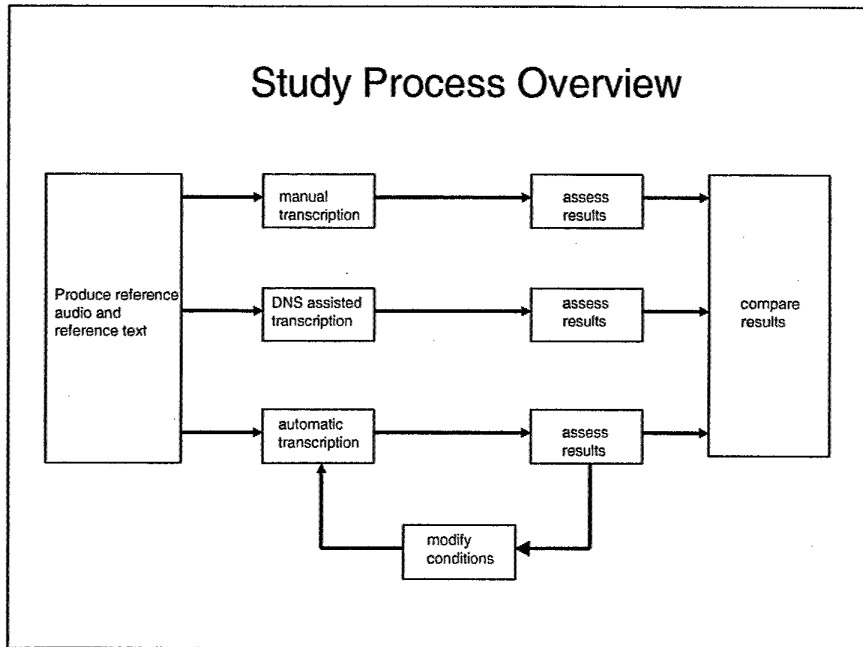 Study Process Overview
manual
transcription
assess
results
Produce reference
audio and
reference text
DNS assisted
transcription
assess
results
compare
results
automatic
transcription
assess
results
modify
conditions